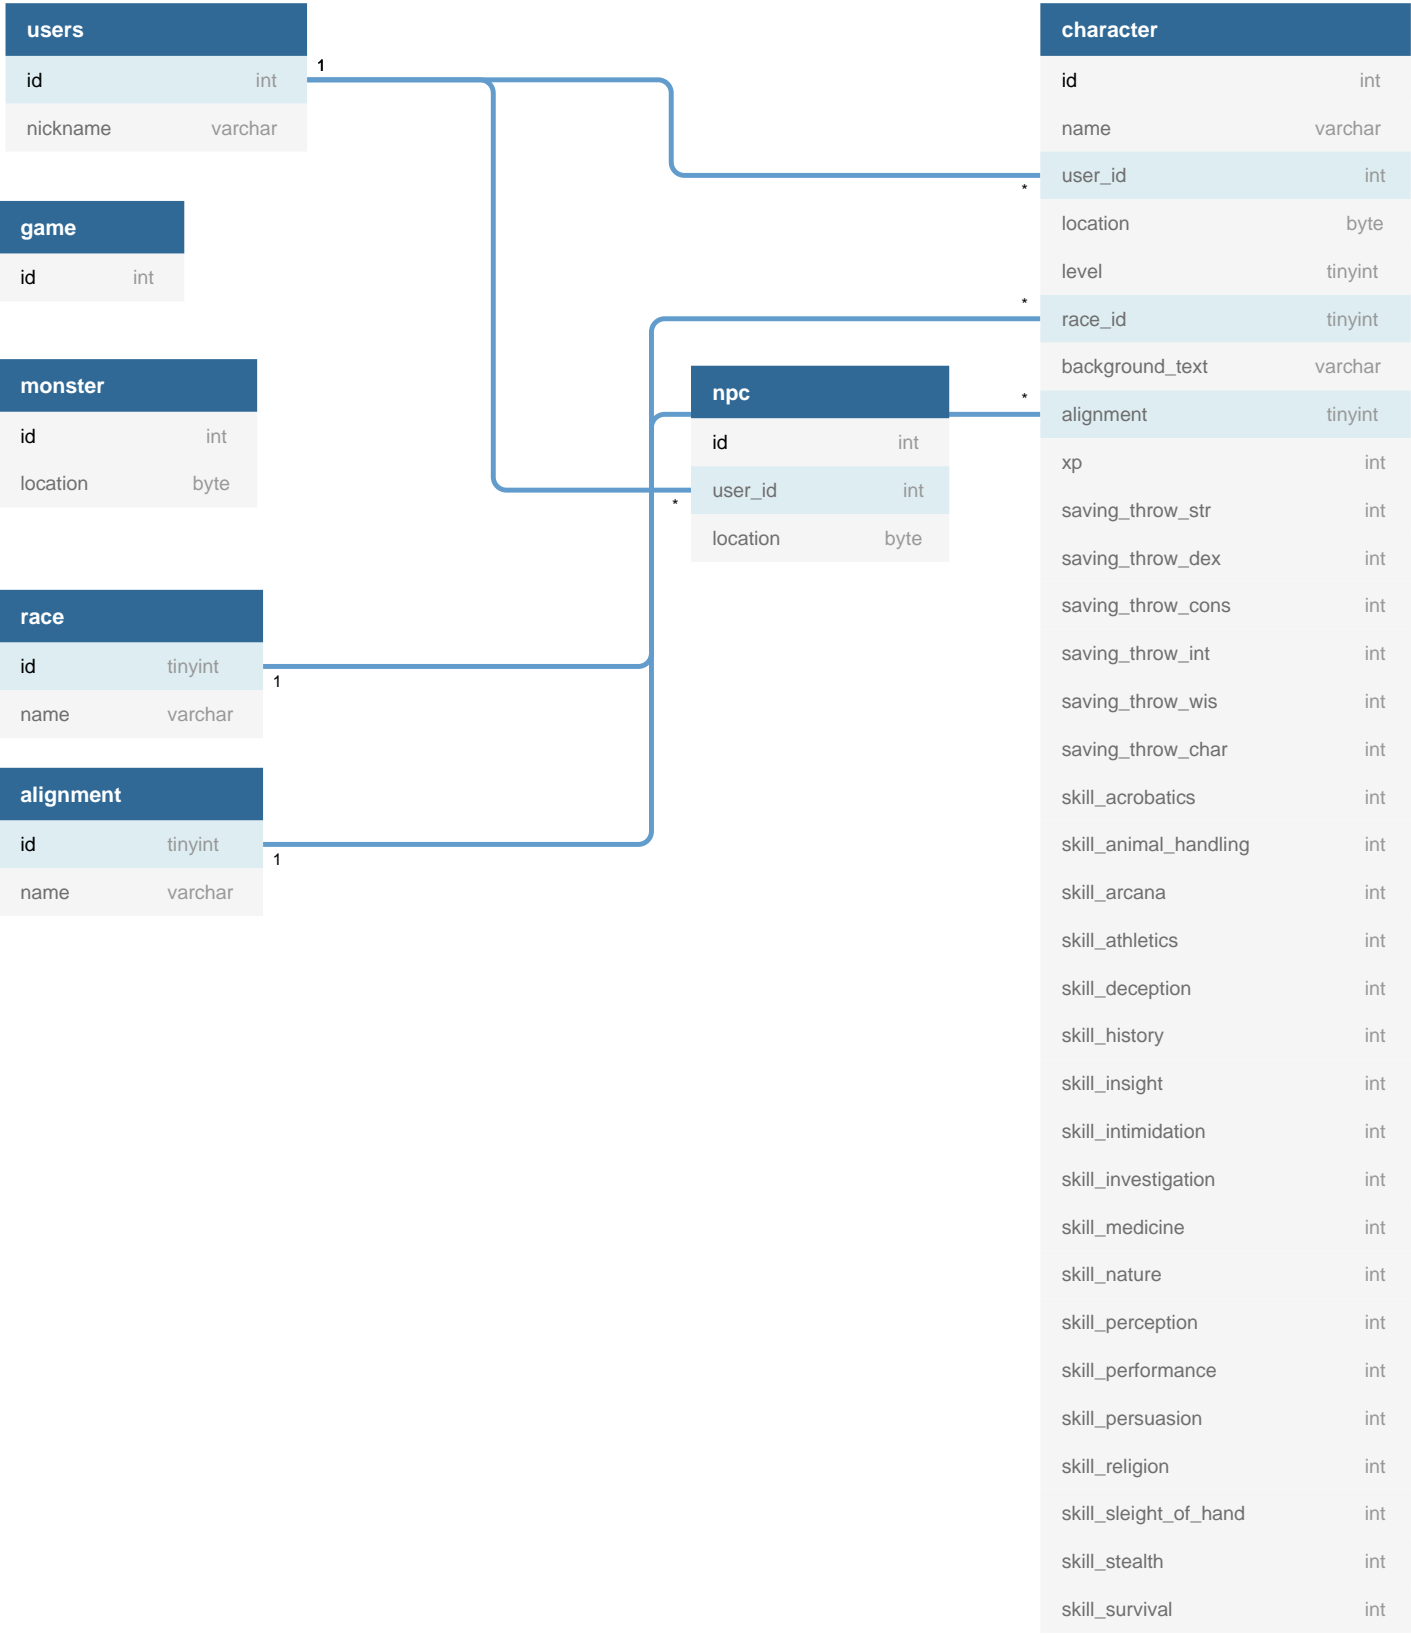 users
id int
nickname varchar
1
game
id int
monster
id int
location byte
race
id tinyint
name varchar
1
alignment
id tinyint
name varchar
1
npc
id int
user_id int
location byte
*
character
id int
name varchar
user_id int
*
location byte
level tinyint
*
race_id tinyint
background_text varchar
*
alignment tinyint
xp int
saving_throw_str int
saving_throw_dex int
saving_throw_cons int
saving_throw_int int
saving_throw_wis int
saving_throw_char int
skill_acrobatics int
skill_animal_handling int
skill_arcana int
skill_athletics int
skill_deception int
skill_history int
skill_insight int
skill_intimidation int
skill_investigation int
skill_medicine int
skill_nature int
skill_perception int
skill_performance int
skill_persuasion int
skill_religion int
skill_sleight_of_hand int
skill_stealth int
skill_survival int